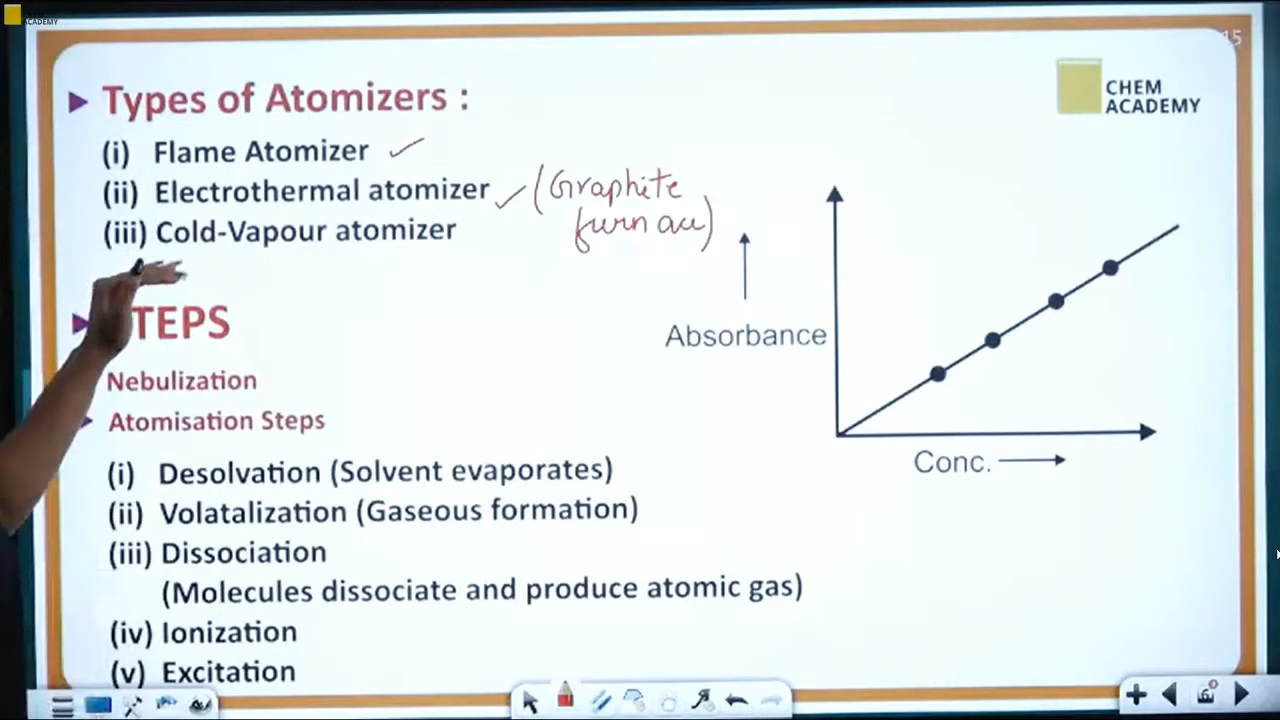 ACADEMY
15
CHEM
ACADEMY
Types of Atomizers :
(i) Flame Atomizer
(ii) Electrothermal atomizer (Graphite
furnace)
(iii) Cold-Vapour atomizer
TEPS
Nebulization
Atomisation Steps
(i) Desolvation (Solvent evaporates)
(ii) Volatalization (Gaseous formation)
(iii) Dissociation
(Molecules dissociate and produce atomic gas)
(iv) Ionization
(v) Excitation
Absorbance
Conc.